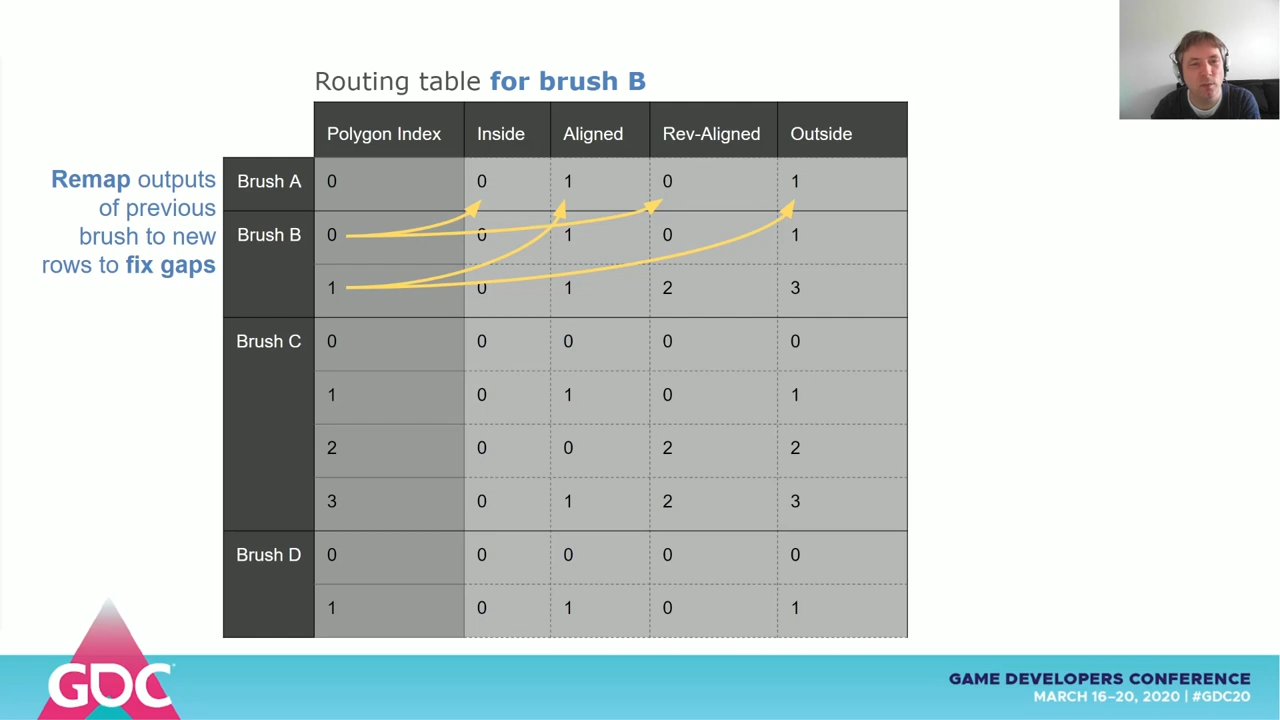 Routing table for brush B
Remap outputs
of previous
brush to new
rows to fix gaps
Polygon Index Inside Aligned Rev-Aligned Outside
Brush A 0 0 1 0 1
Brush B 0 0 1 0 1
1 0 1 2 3
Brush C 0 0 0 0 0
1 0 1 0 1
2 0 0 2 2
3 0 1 2 3
Brush D 0 0 0 0 0
1 0 1 0 1
GDC
GAME DEVELOPERS CONFERENCE
MARCH 16–20, 2020 | #GDC20